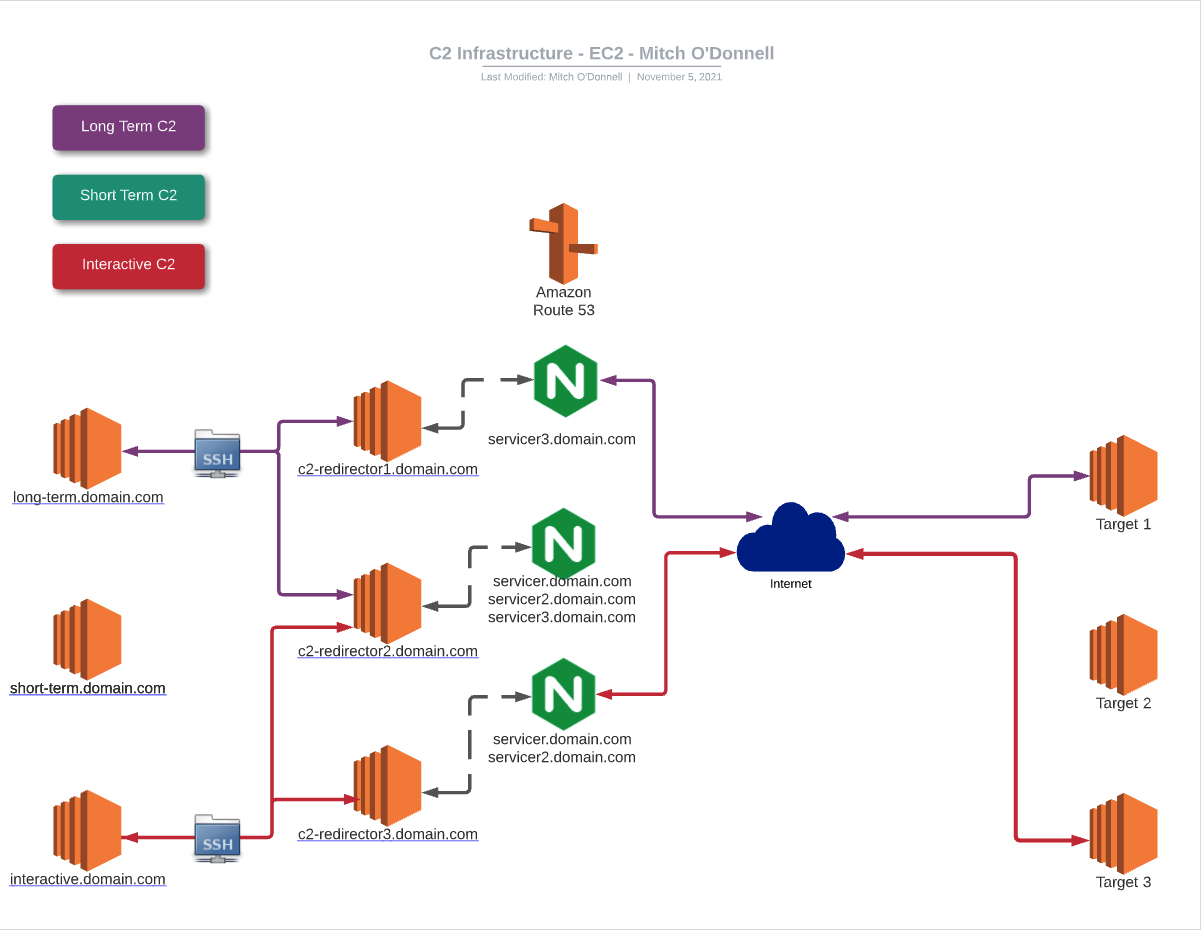 C2 Infrastructure - EC2 - Mitch O'Donnell
Last Modified: Mitch O'Donnell | November 5, 2021
Long Term C2
Short Term C2
Interactive C2
Amazon
Route 53
N
servicer3.domain.com
SSH
c2-redirector1.domain.com
long-term.domain.com
Target 1
N
servicer.domain.com
servicer2.domain.com
servicer3.domain.com
Internet
c2-redirector2.domain.com
short-term.domain.com
Target 2
N
servicer.domain.com
servicer2.domain.com
SSH
c2-redirector3.domain.com
interactive.domain.com
Target 3